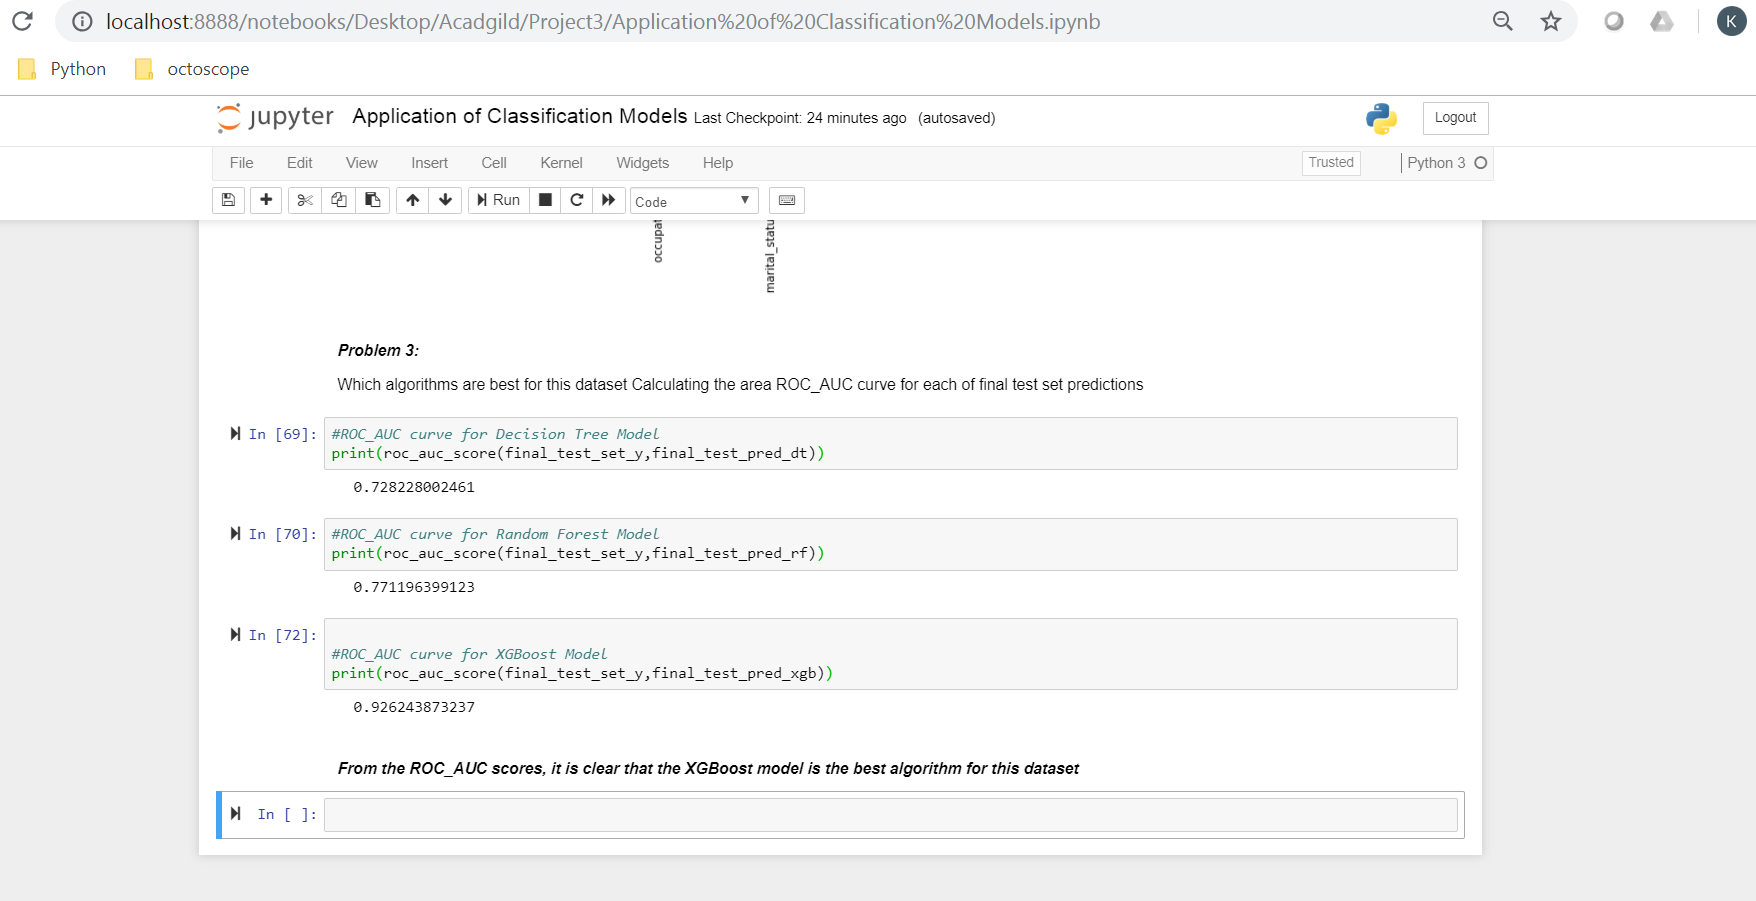 localhost:8888/notebooks/Desktop/Acadgild/Project3/Application%20of%20Classification%20Models.ipynb
K
Python octoscope
jupyter Application of Classification Models Last Checkpoint: 24 minutes ago (autosaved)
Logout
File Edit View Insert Cell Kernel Widgets Help
Trusted Python 3
Run Code
Problem 3:
Which algorithms are best for this dataset Calculating the area ROC_AUC curve for each of final test set predictions
In [69]: #ROC_AUC curve for Decision Tree Model
print(roc_auc_score(final_test_set_y,final_test_pred_dt))
0.728228002461
In [70]: #ROC_AUC curve for Random Forest Model
print(roc_auc_score(final_test_set_y,final_test_pred_rf))
0.771196399123
In [72]:
#ROC_AUC curve for XGBoost Model
print(roc_auc_score(final_test_set_y,final_test_pred_xgb))
0.926243873237
From the ROC_AUC scores, it is clear that the XGBoost model is the best algorithm for this dataset
In [ ]: